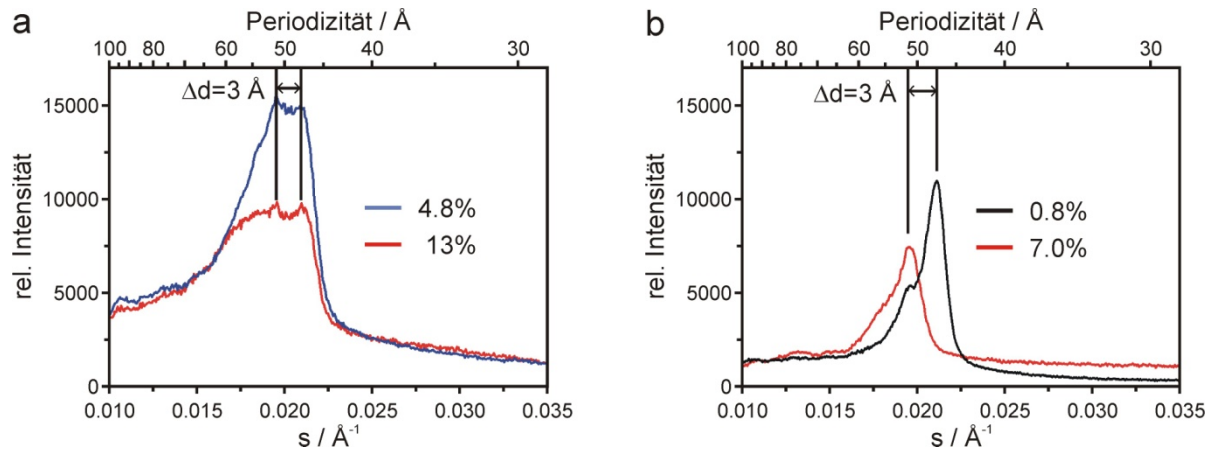 a
Periodizität / Å
100 80 60 50 40 30
Δd=3 Å
15000
10000
5000
0
rel. Intensität
4.8%
13%
0.010 0.015 0.020 0.025 0.030 0.035
s / Å⁻¹
b
Periodizität / Å
100 80 60 50 40 30
Δd=3 Å
15000
10000
5000
0
rel. Intensität
0.8%
7.0%
0.010 0.015 0.020 0.025 0.030 0.035
s / Å⁻¹